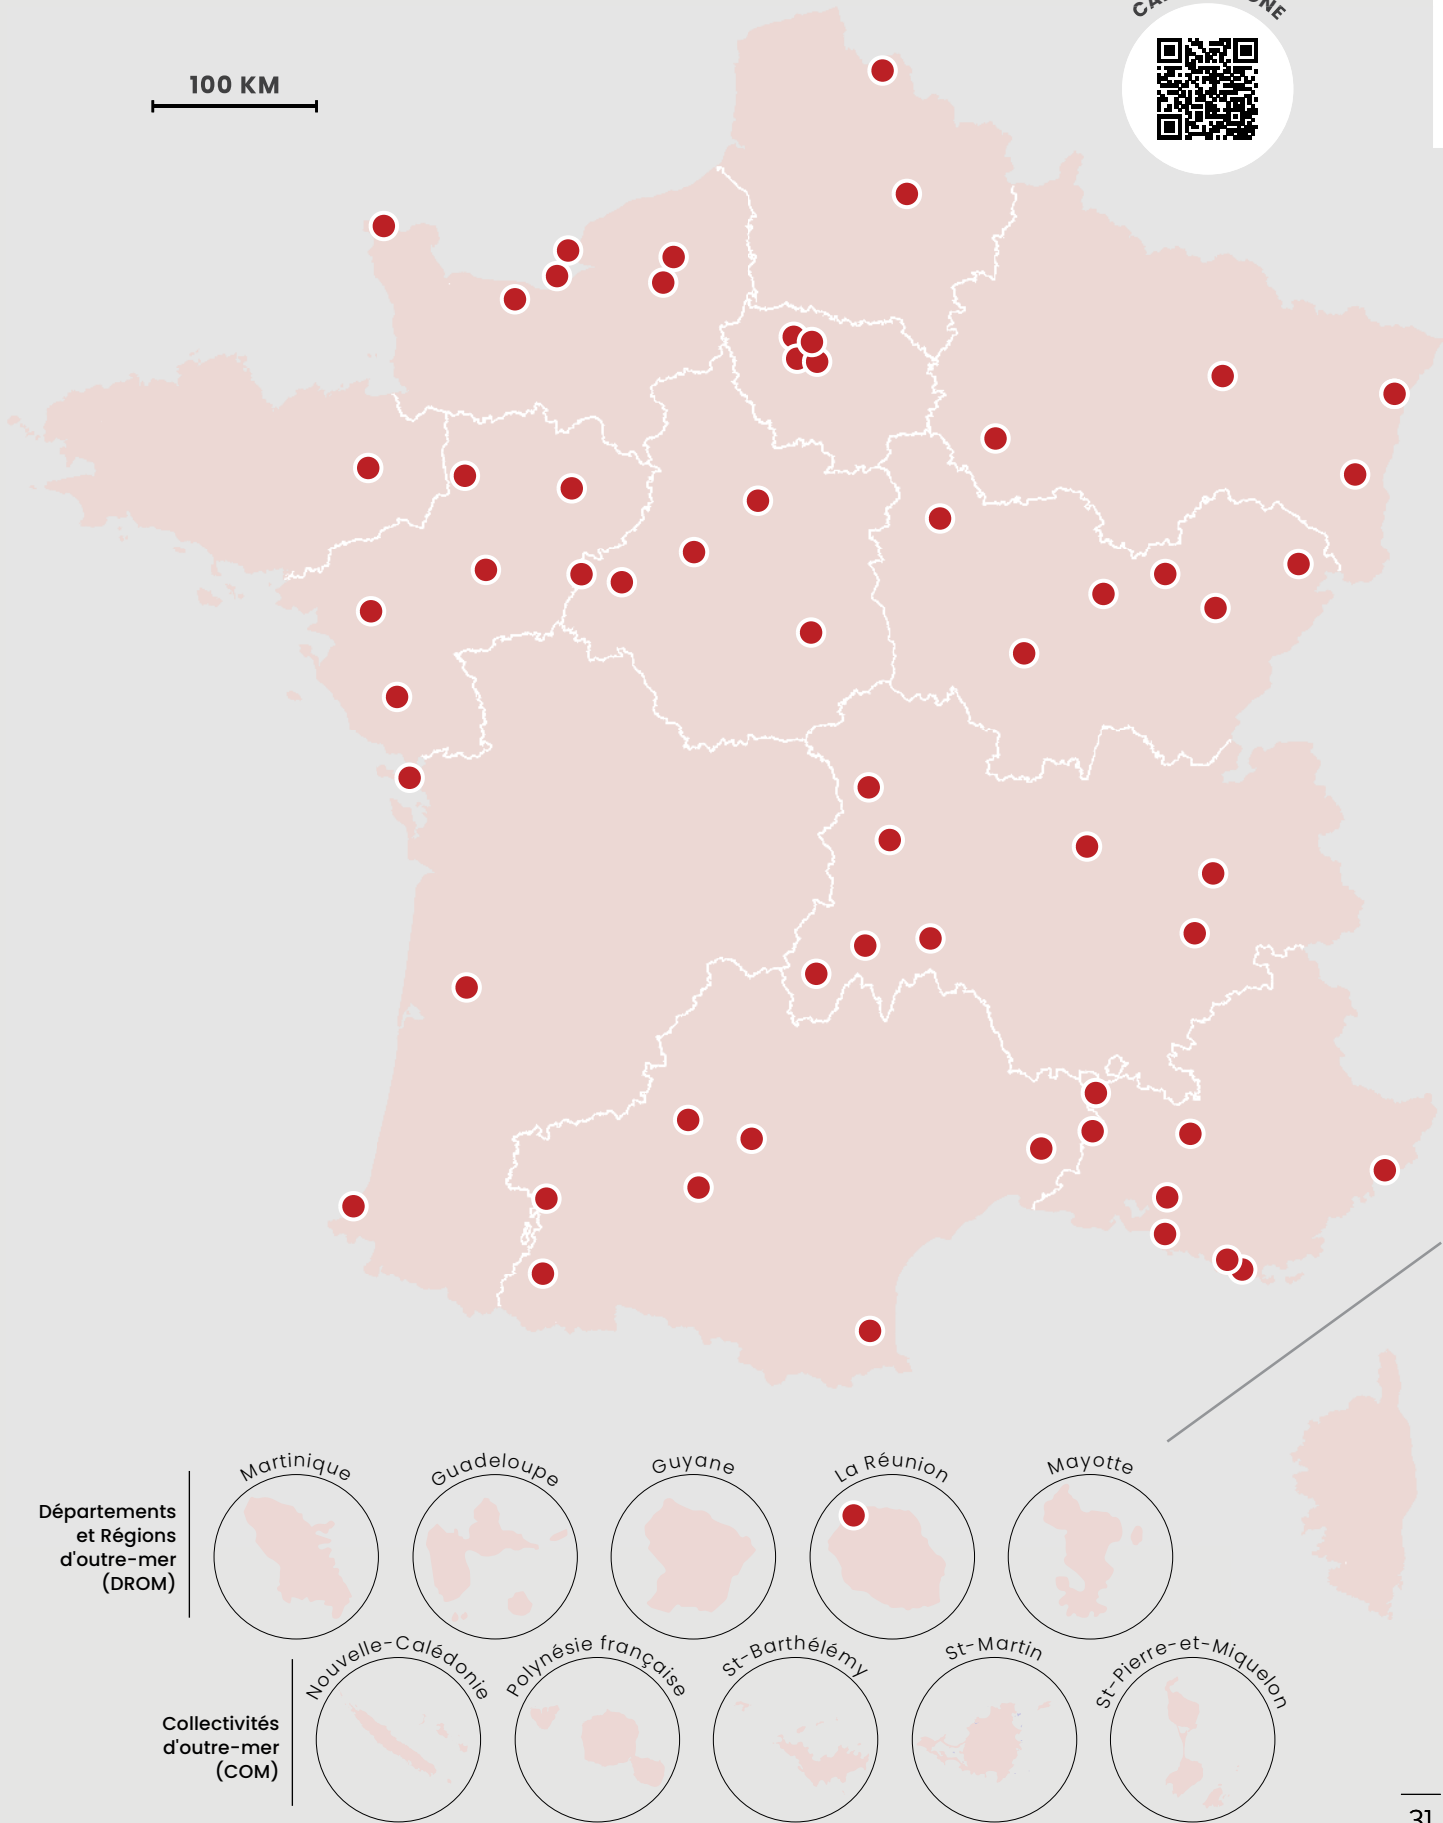 100 KM
Martinique
Guadeloupe
Guyane
La Réunion
Mayotte
Départements
et Régions
d'outre-mer
(DROM)
Nouvelle-Calédonie
Polynésie française
St-Barthélémy
St-Martin
St-Pierre-et-Miquelon
Collectivités
d'outre-mer
(COM)
31